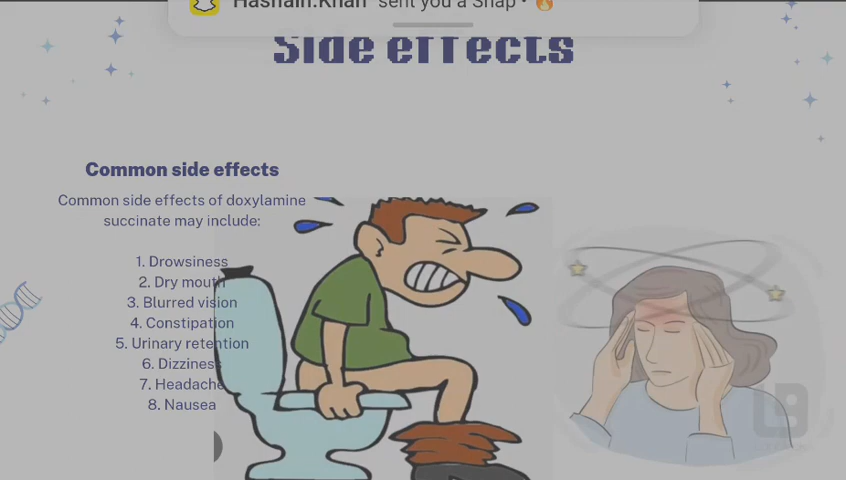 Hashain.Khan sent you a Snap •
Side effects
Common side effects
Common side effects of doxylamine
succinate may include:
1. Drowsiness
2. Dry mouth
3. Blurred vision
4. Constipation
5. Urinary retention
6. Dizziness
7. Headache
8. Nausea